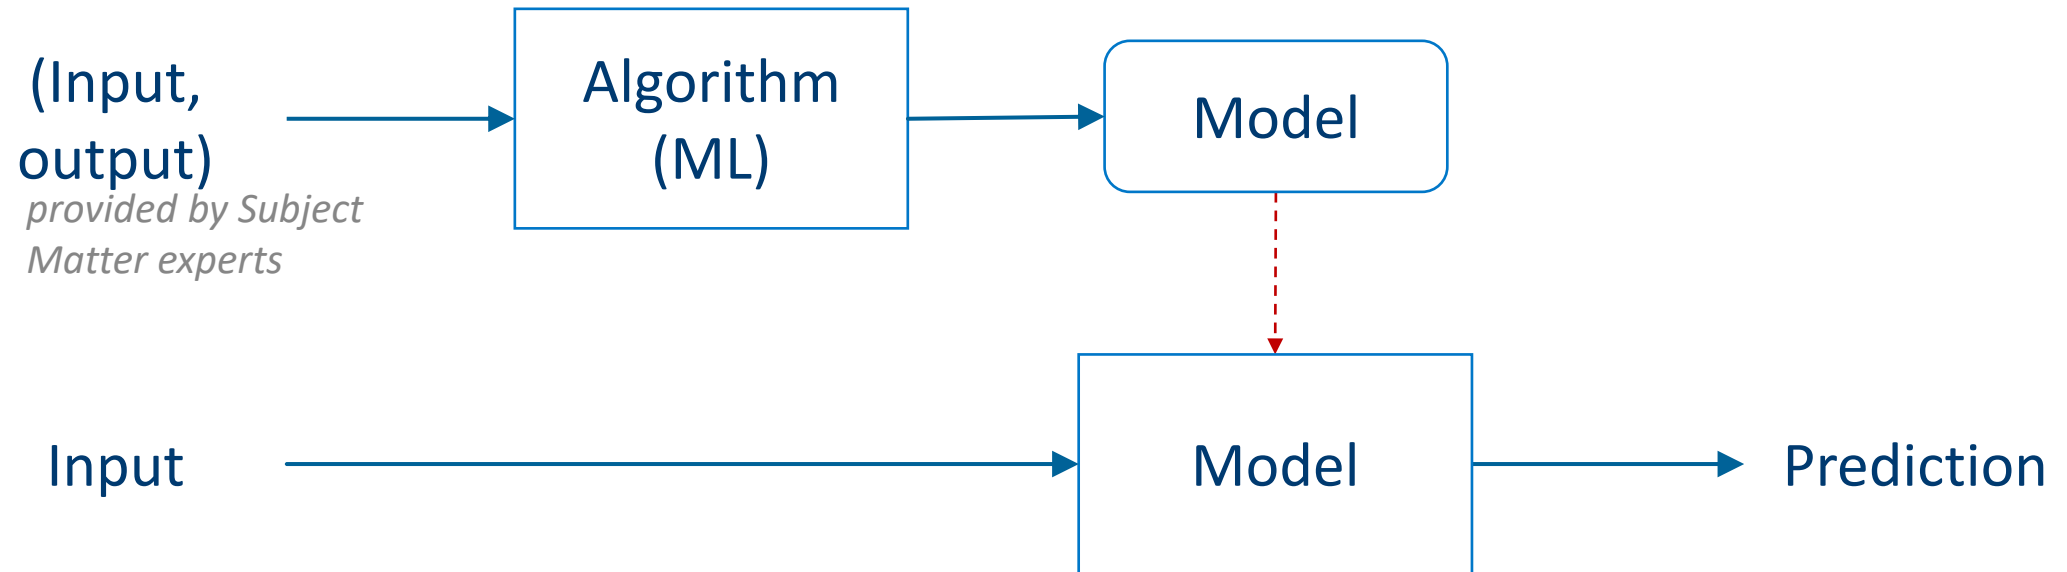 (Input,
output)
provided by Subject
Matter experts
Algorithm
(ML)
Model
Input
Model
Prediction